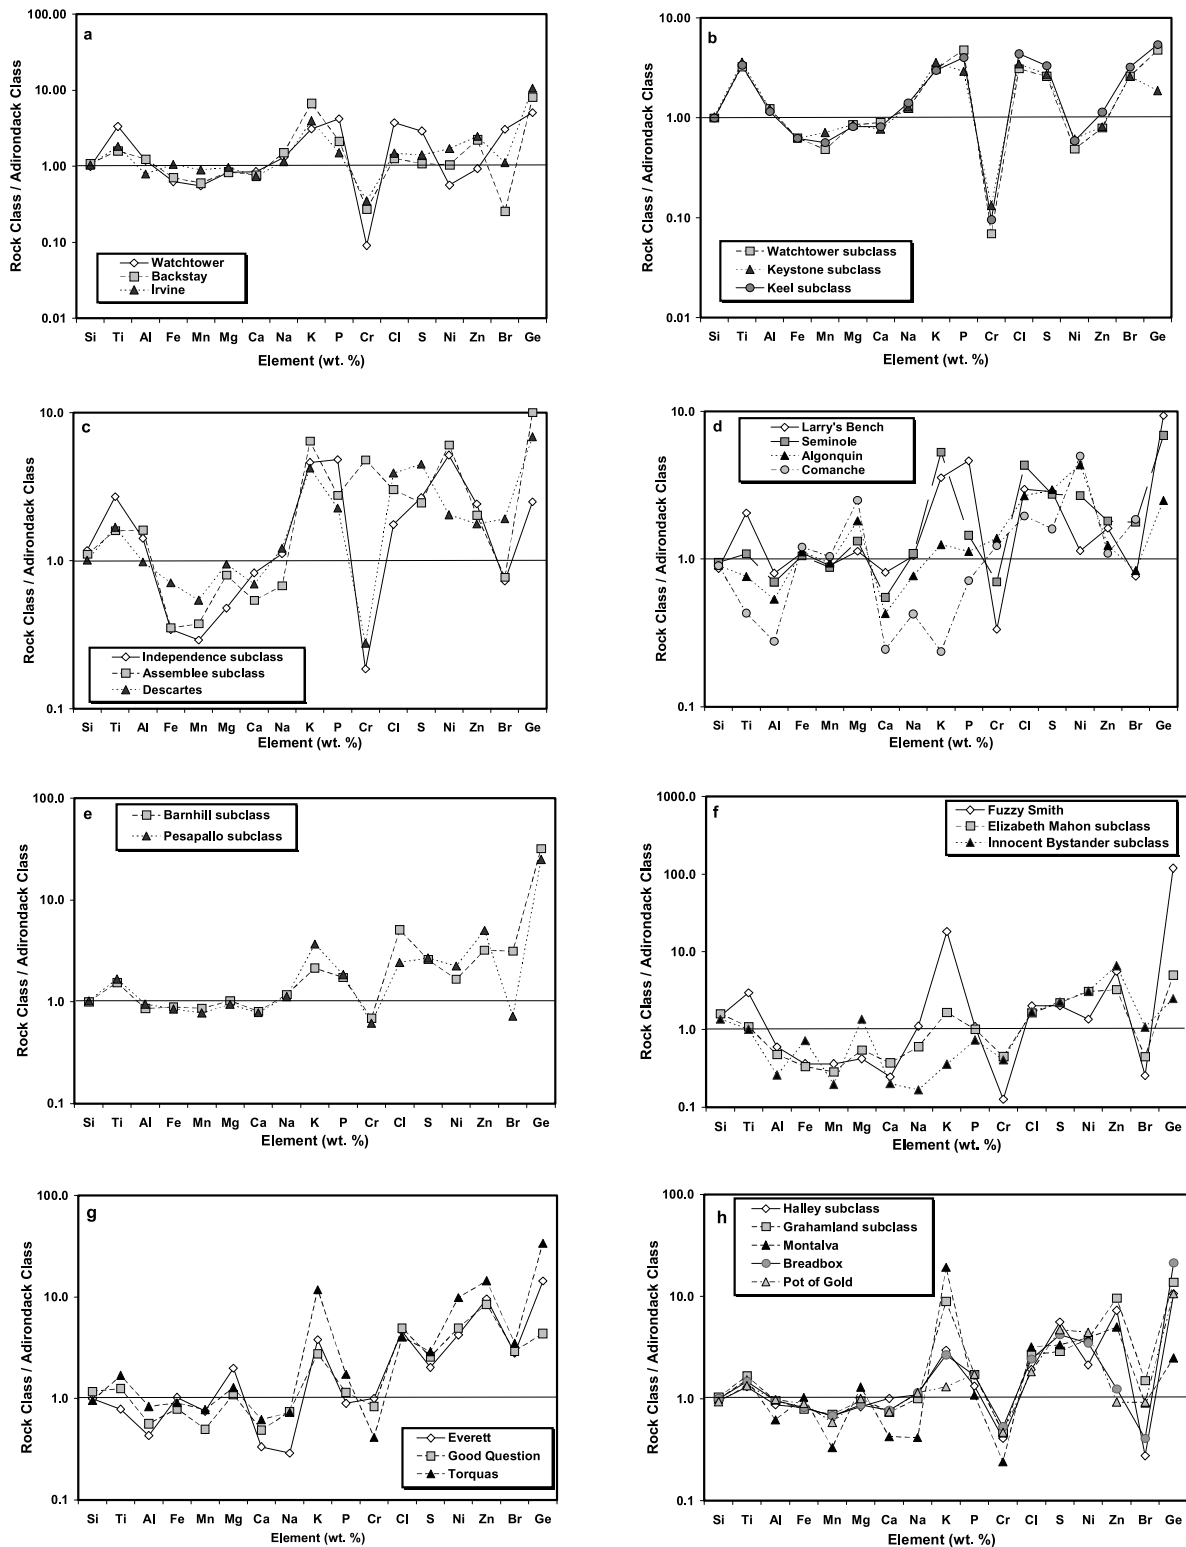 a
100.00
10.00
1.00
0.10
0.01
Rock Class / Adirondack Class
Watchtower
Backstay
Irvine
Si Ti Al Fe Mn Mg Ca Na K P Cr Cl S Ni Zn Br Ge
Element (wt. %)
b
10.00
1.00
0.10
0.01
Rock Class / Adirondack Class
Watchtower subclass
Keystone subclass
Keel subclass
Si Ti Al Fe Mn Mg Ca Na K P Cr Cl S Ni Zn Br Ge
Element (wt. %)
c
10.0
1.0
0.1
Rock Class / Adirondack Class
Independence subclass
Assemblee subclass
Descartes
Si Ti Al Fe Mn Mg Ca Na K P Cr Cl S Ni Zn Br Ge
Element (wt. %)
d
10.0
1.0
0.1
Rock Class / Adirondack Class
Larry's Bench
Seminole
Algonquin
Comanche
Si Ti Al Fe Mn Mg Ca Na K P Cr Cl S Ni Zn Br Ge
Element (wt. %)
e
100.0
10.0
1.0
0.1
Rock Class / Adirondack Class
Barnhill subclass
Pesapallo subclass
Si Ti Al Fe Mn Mg Ca Na K P Cr Cl S Ni Zn Br Ge
Element (wt. %)
f
1000.0
100.0
10.0
1.0
0.1
Rock Class / Adirondack Class
Fuzzy Smith
Elizabeth Mahon subclass
Innocent Bystander subclass
Si Ti Al Fe Mn Mg Ca Na K P Cr Cl S Ni Zn Br Ge
Element (wt. %)
g
100.0
10.0
1.0
0.1
Rock Class / Adirondack Class
Everett
Good Question
Torquas
Si Ti Al Fe Mn Mg Ca Na K P Cr Cl S Ni Zn Br Ge
Element (wt. %)
h
100.0
10.0
1.0
0.1
Rock Class / Adirondack Class
Halley subclass
Grahamland subclass
Montalva
Breadbox
Pot of Gold
Si Ti Al Fe Mn Mg Ca Na K P Cr Cl S Ni Zn Br Ge
Element (wt. %)